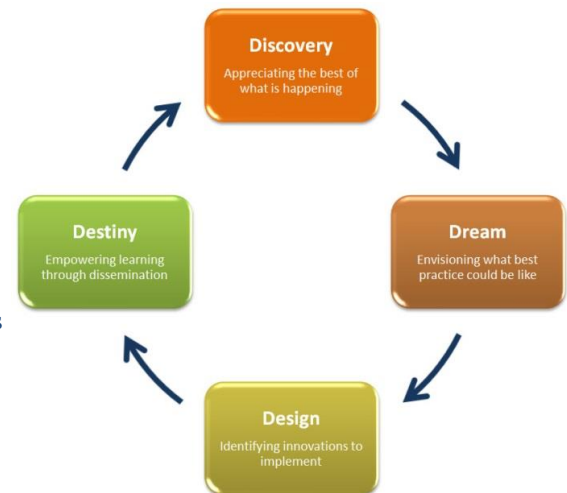 Discovery
Appreciating the best of
what is happening
Dream
Envisioning what best
practice could be like
Design
Identifying innovations to
implement
Destiny
Empowering learning
through dissemination